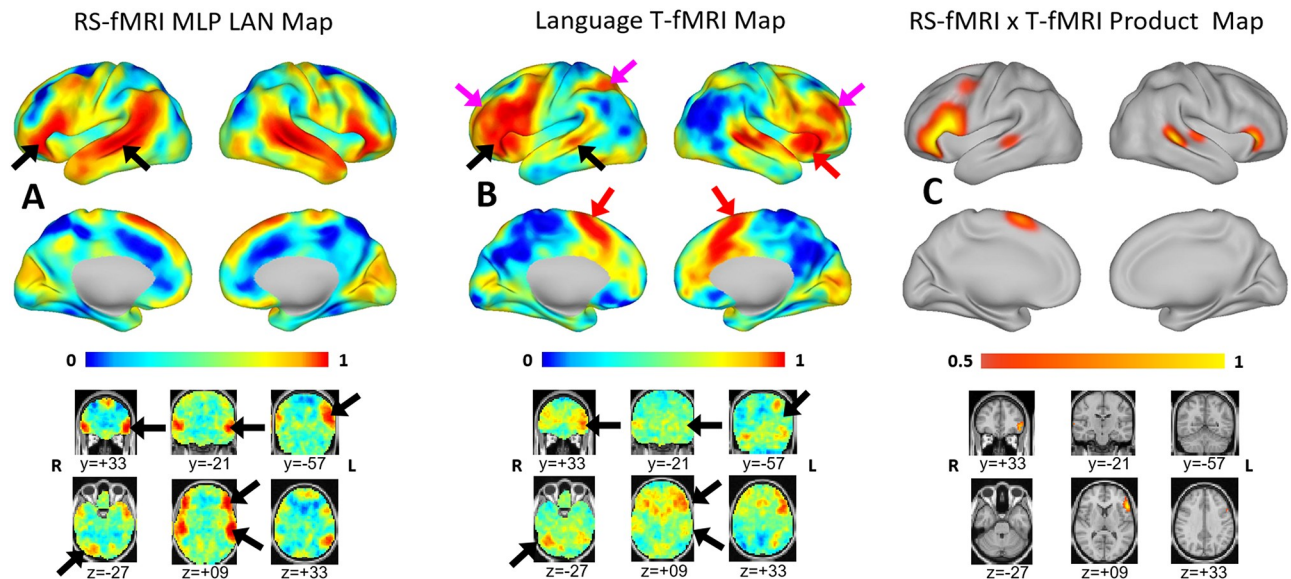 RS-fMRI MLP LAN Map
Language T-fMRI Map
RS-fMRI x T-fMRI Product Map
A
B
C
0 1
0 1
0.5 1
R y=+33 y=-21 y=-57 L
z=-27 z=+09 z=+33
R y=+33 y=-21 y=-57 L
z=-27 z=+09 z=+33
R y=+33 y=-21 y=-57 L
z=-27 z=+09 z=+33